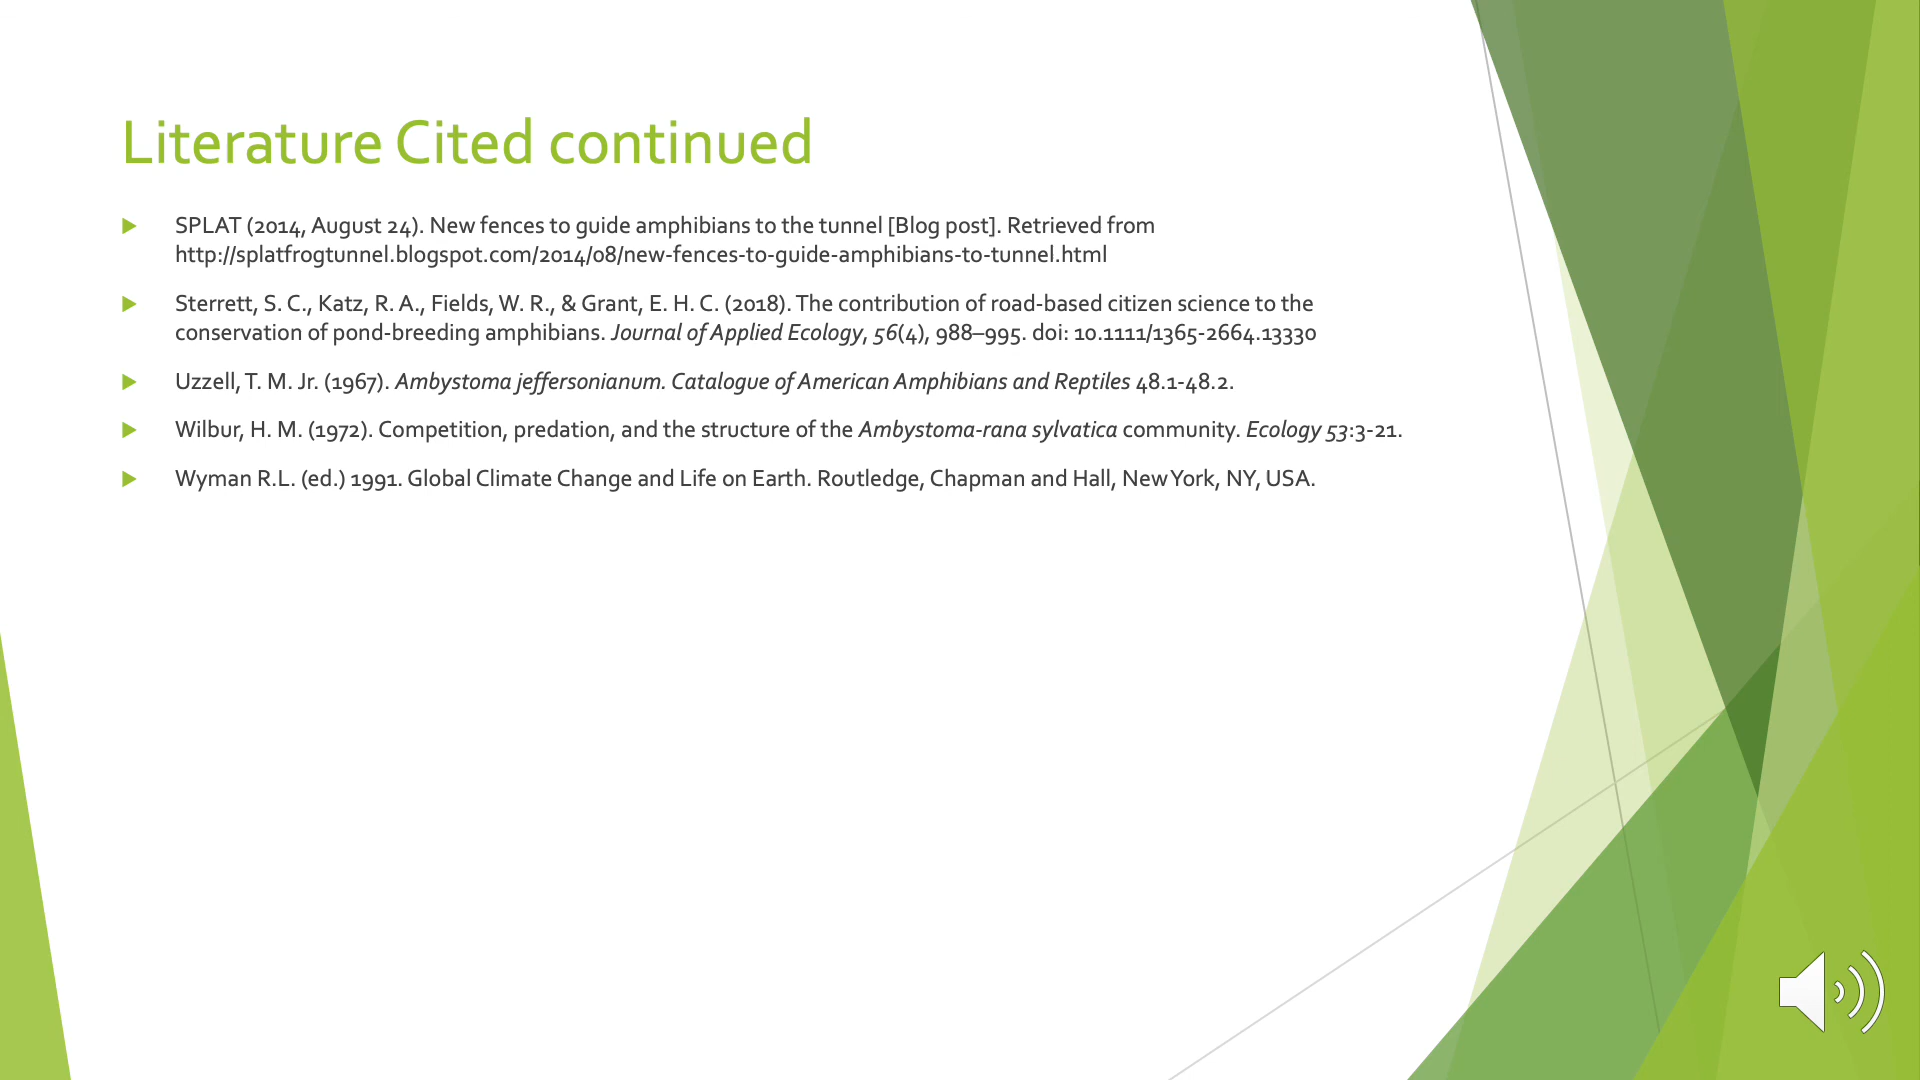 Literature Cited continued
SPLAT (2014, August 24). New fences to guide amphibians to the tunnel [Blog post]. Retrieved from
http://splatfrogtunnel.blogspot.com/2014/08/new-fences-to-guide-amphibians-to-tunnel.html
Sterrett, S. C., Katz, R. A., Fields, W. R., & Grant, E. H. C. (2018). The contribution of road-based citizen science to the
conservation of pond-breeding amphibians. Journal of Applied Ecology, 56(4), 988–995. doi: 10.1111/1365-2664.13330
Uzzell, T. M. Jr. (1967). Ambystoma jeffersonianum. Catalogue of American Amphibians and Reptiles 48.1-48.2.
Wilbur, H. M. (1972). Competition, predation, and the structure of the Ambystoma-rana sylvatica community. Ecology 53:3-21.
Wyman R.L. (ed.) 1991. Global Climate Change and Life on Earth. Routledge, Chapman and Hall, New York, NY, USA.